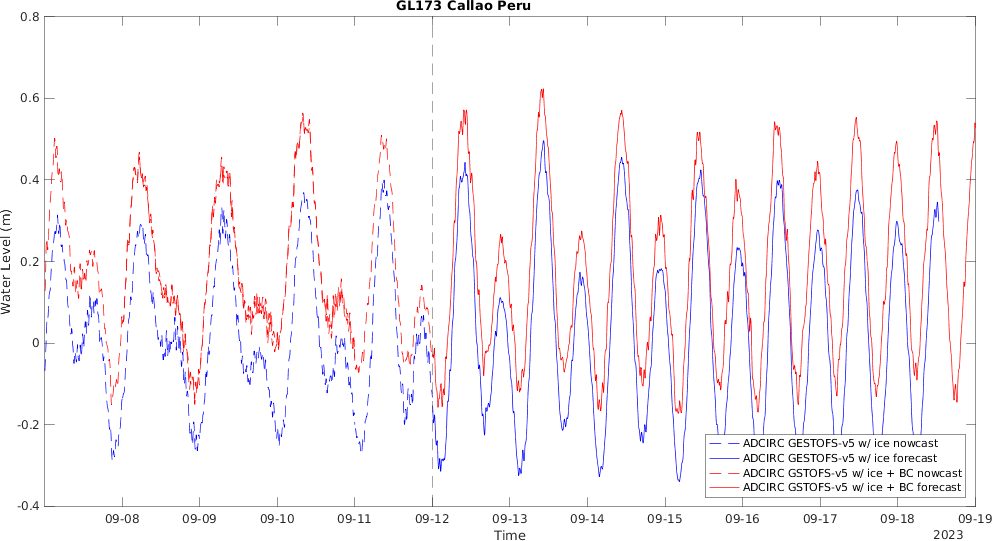 GL173 Callao Peru
0.8
0.6
0.4
0.2
0
-0.2
-0.4
Water Level (m)
ADCIRC GESTOFS-v5 w/ ice nowcast
ADCIRC GESTOFS-v5 w/ ice forecast
ADCIRC GSTOFS-v5 w/ ice + BC nowcast
ADCIRC GSTOFS-v5 w/ ice + BC forecast
09-08 09-09 09-10 09-11 09-12 09-13 09-14 09-15 09-16 09-17 09-18 09-19
Time
2023